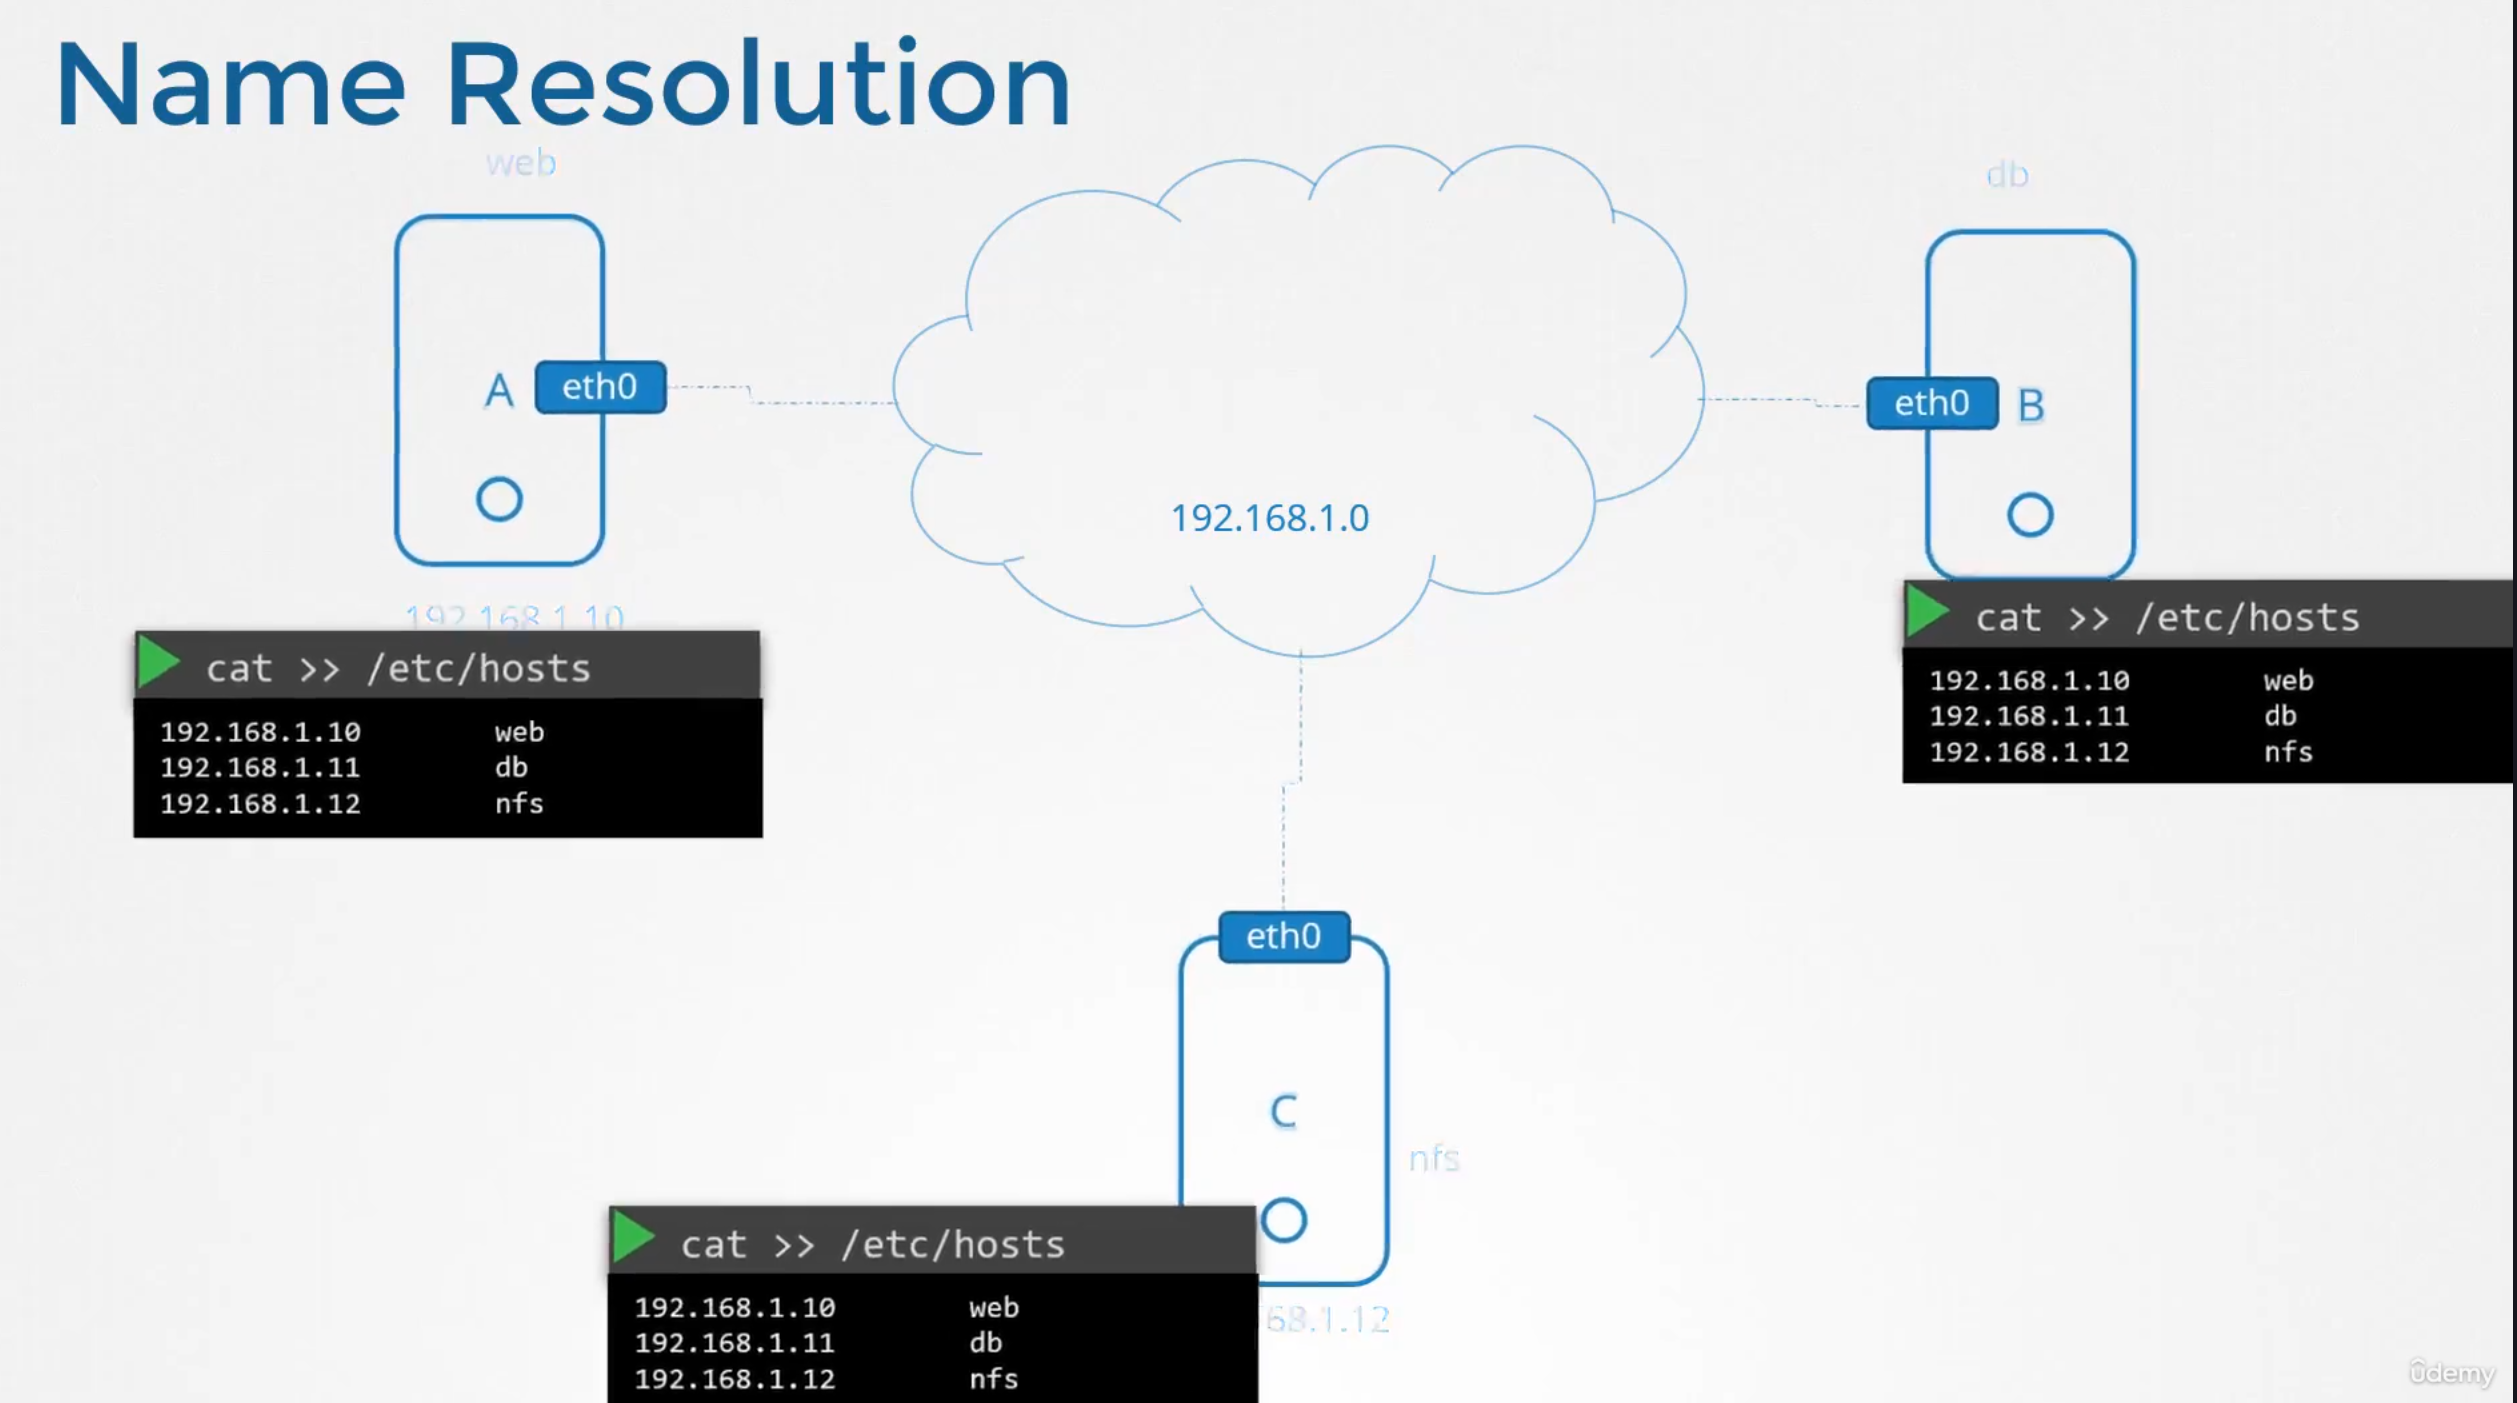 Name Resolution
web
db
A
eth0
eth0
B
192.168.1.0
192.168.1.10
cat >> /etc/hosts
192.168.1.10 web
192.168.1.11 db
192.168.1.12 nfs
cat >> /etc/hosts
192.168.1.10 web
192.168.1.11 db
192.168.1.12 nfs
eth0
C
nfs
cat >> /etc/hosts
192.168.1.10 web
192.168.1.11 db
192.168.1.12 nfs
68.1.12
ûdemy